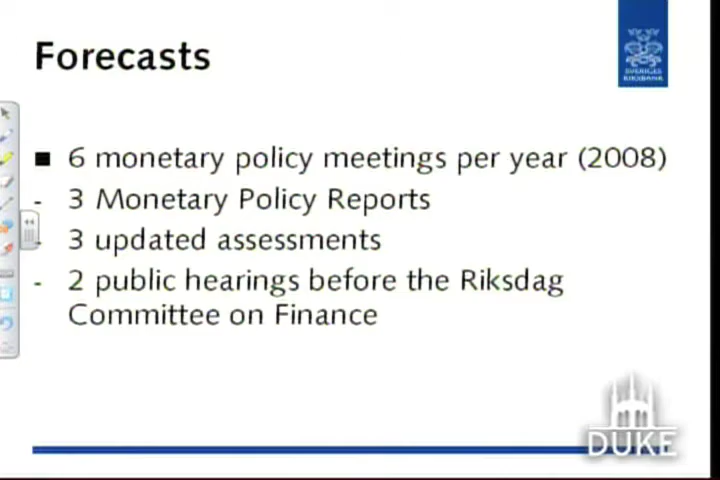 Forecasts
SVERIGES
RIKSBANK
■ 6 monetary policy meetings per year (2008)
- 3 Monetary Policy Reports
- 3 updated assessments
- 2 public hearings before the Riksdag
Committee on Finance
DUKE